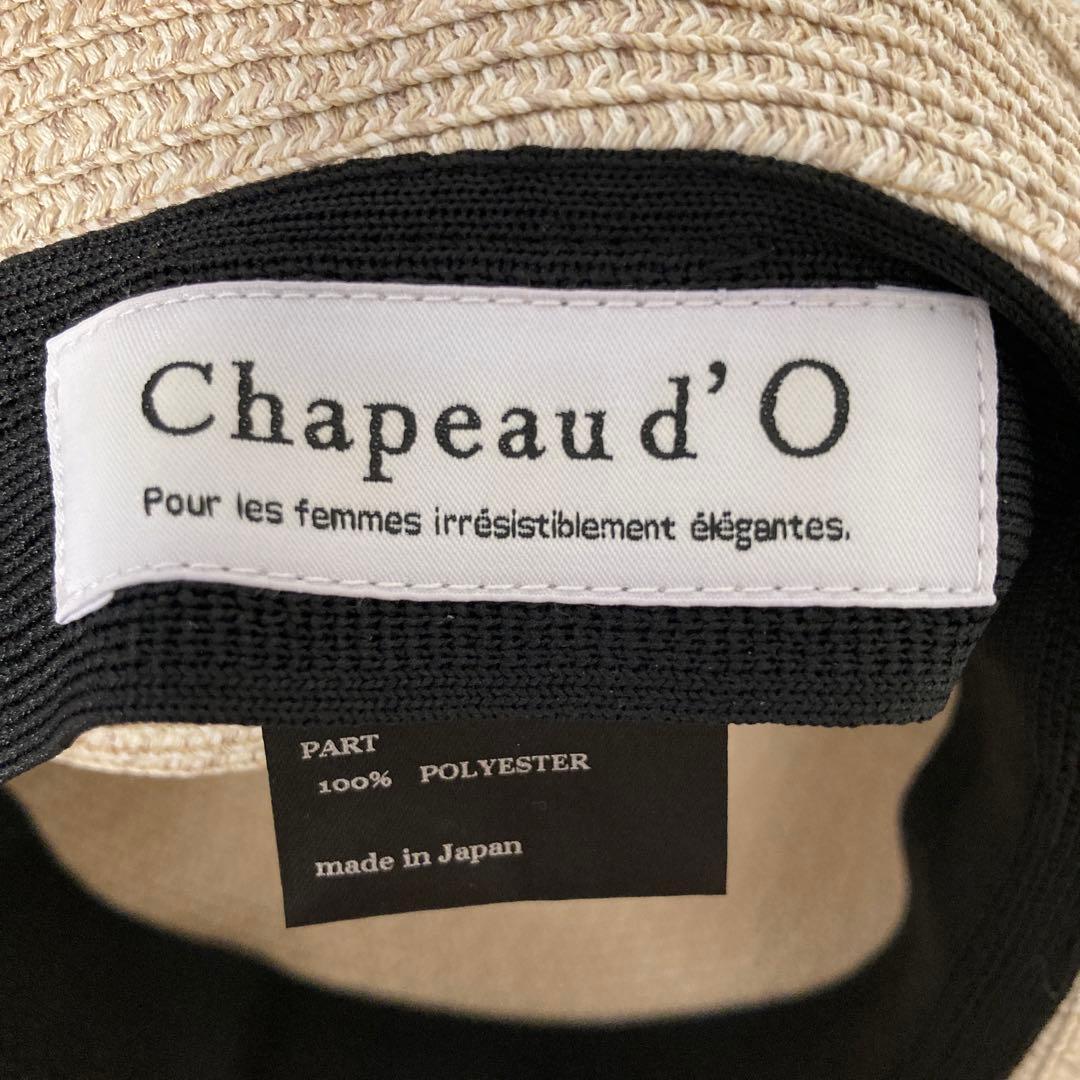 Chapeau d'O
Pour les femmes irrésistiblement élégantes.
PART
100% POLYESTER
made in Japan